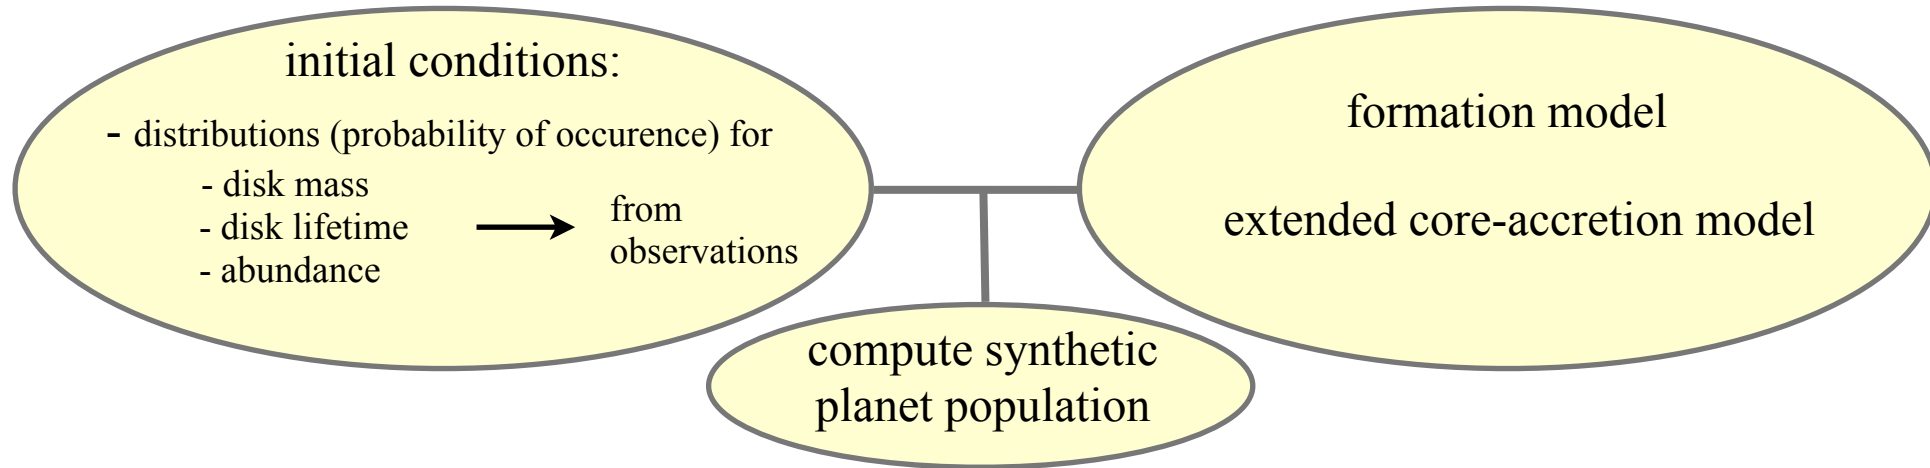 initial conditions:
- distributions (probability of occurence) for
- disk mass
- disk lifetime
- abundance
from
observations
formation model
extended core-accretion model
compute synthetic
planet population